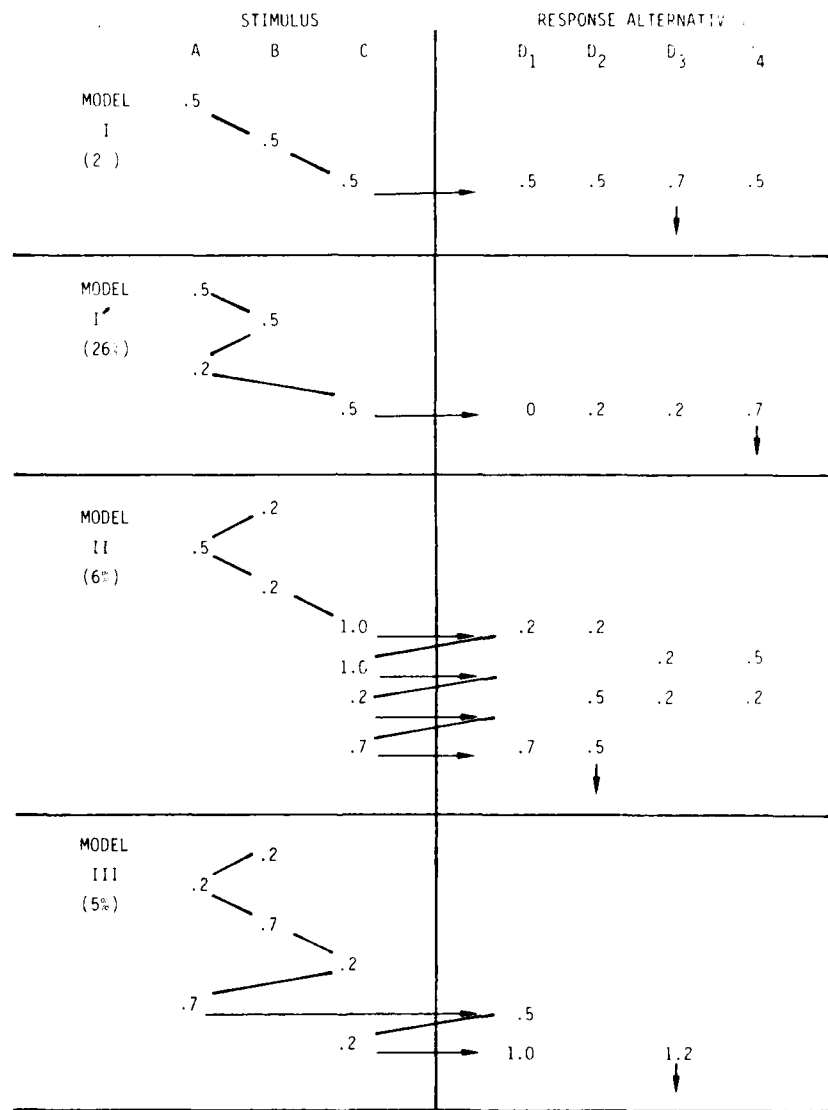 STIMULUS RESPONSE ALTERNATIV
A B C D1 D2 D3 4
MODEL .5
I .5
(2 ) .5 .5 .5 .7 .5
MODEL .5
I' .5
(26%) .2
.5 0 .2 .2 .7
MODEL .2
II .5
(6%) .2
1.0 .2 .2
1.0 .2 .5
.2 .5 .2 .2
.7 .7 .5
MODEL .2
III .2
(5%) .7
.2
.7 .5
.2 1.0 1.2